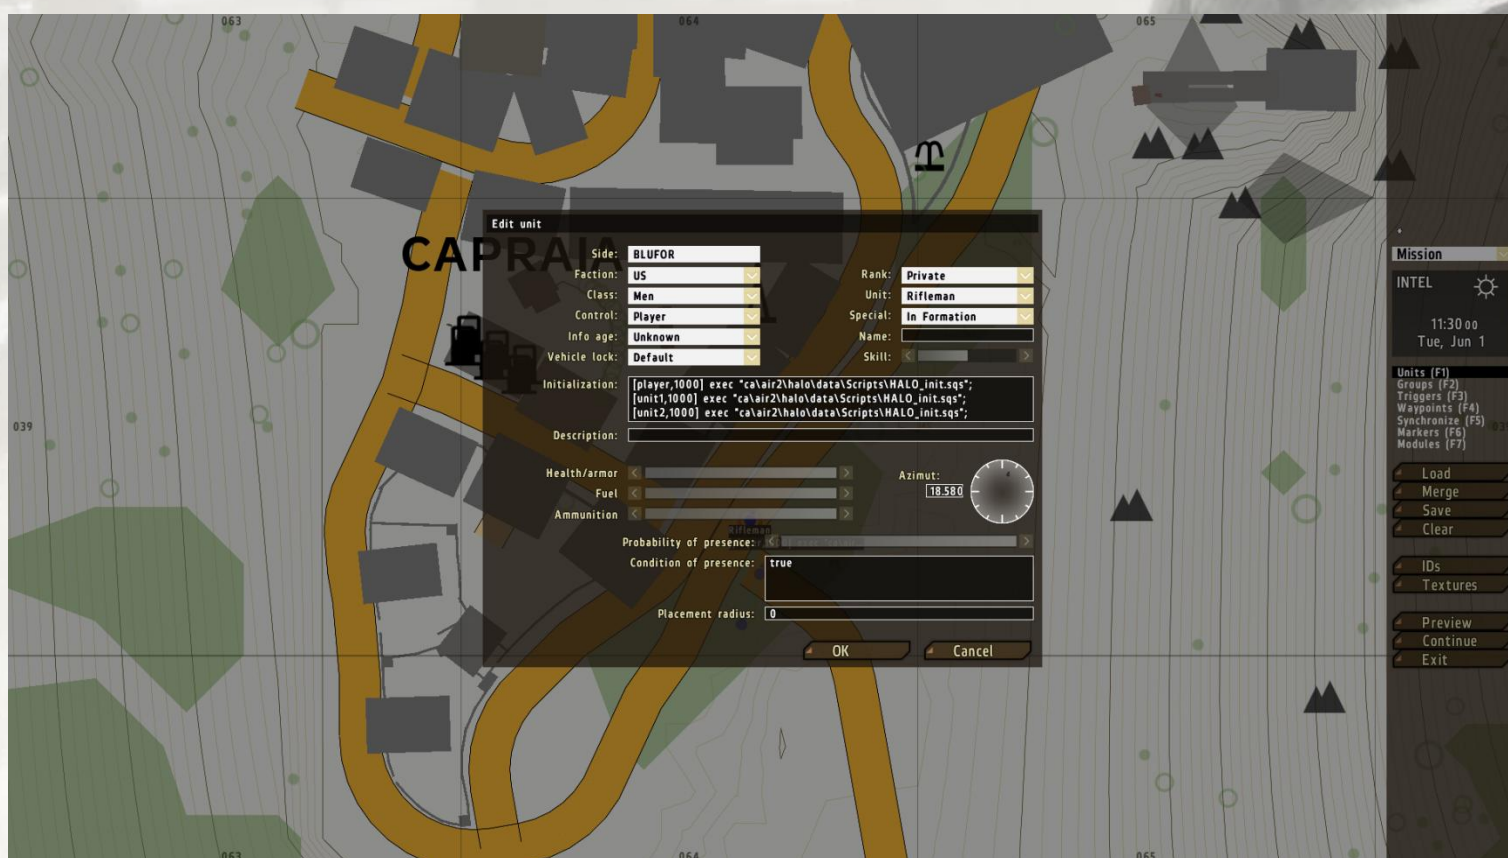 063
064
065
CAPRAIA
039
Edit unit
Side: BLUFOR
Faction: US
Rank: Private
Class: Men
Unit: Rifleman
Control: Player
Special: In Formation
Info age: Unknown
Name:
Vehicle lock: Default
Skill:
Initialization: [player,1000] exec "ca\air2\halo\data\Scripts\HALO_init.sqs";
[unit1,1000] exec "ca\air2\halo\data\Scripts\HALO_init.sqs";
[unit2,1000] exec "ca\air2\halo\data\Scripts\HALO_init.sqs";
Description:
Health/armor
Azimut:
Fuel
18.580
Ammunition
Rifleman
Probability of presence:
Condition of presence: true
Placement radius: 0
OK
Cancel
Mission
INTEL
11:30 00
Tue, Jun 1
Units (F1)
Groups (F2)
Triggers (F3)
Waypoints (F4)
Synchronize (F5)
Markers (F6)
Modules (F7)
Load
Merge
Save
Clear
IDs
Textures
Preview
Continue
Exit
063
064
065